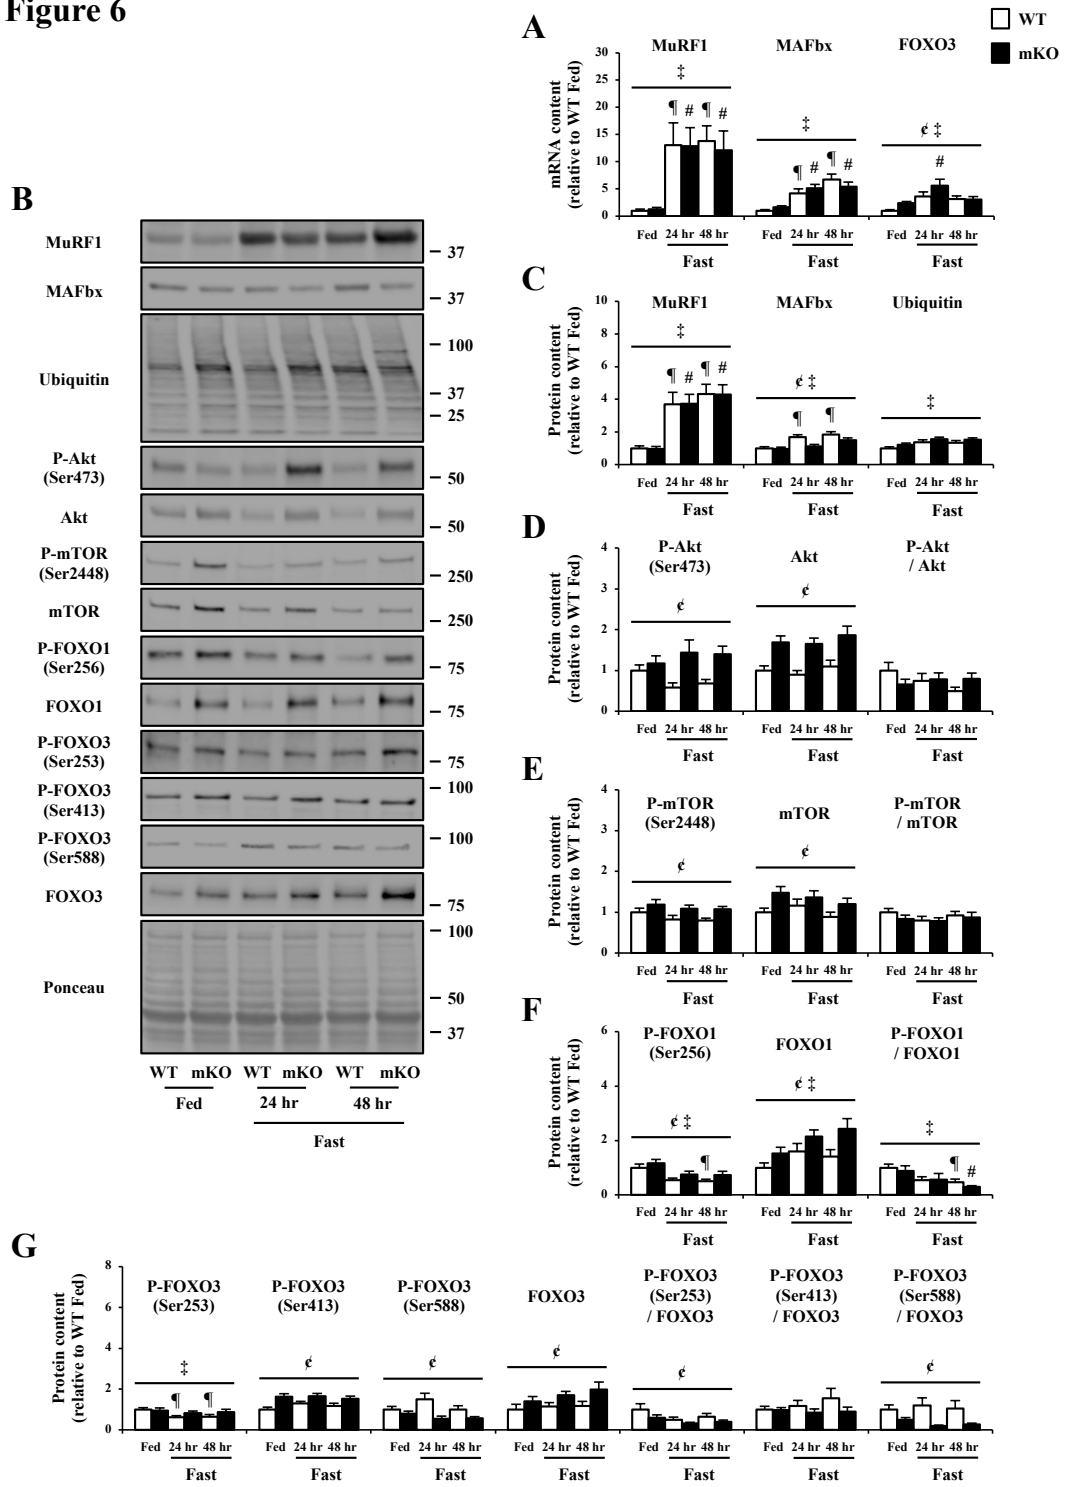 Figure 6
WT
mKO
A
MuRF1 MAFbx FOXO3
mRNA content
(relative to WT Fed)
30
25
20
15
10
5
0
‡ ‡ ¢ ‡
¶ # ¶ # ¶ # ¶ # #
Fed 24 hr 48 hr Fed 24 hr 48 hr Fed 24 hr 48 hr
Fast Fast Fast
B
MuRF1 37
MAFbx 37
Ubiquitin 100
37
25
P-Akt
(Ser473) 50
Akt 50
P-mTOR
(Ser2448) 250
mTOR 250
P-FOXO1
(Ser256) 75
FOXO1 75
P-FOXO3
(Ser253) 75
P-FOXO3
(Ser413) 100
P-FOXO3
(Ser588) 100
FOXO3 75
Ponceau 100
50
37
WT mKO WT mKO WT mKO
Fed 24 hr 48 hr
Fast
C
MuRF1 MAFbx Ubiquitin
Protein content
(relative to WT Fed)
10
8
6
4
2
0
‡ ¢ ‡ ‡
¶ # ¶ # ¶ ¶
Fed 24 hr 48 hr Fed 24 hr 48 hr Fed 24 hr 48 hr
Fast Fast Fast
D
P-Akt
(Ser473)
Akt
P-Akt
/ Akt
Protein content
(relative to WT Fed)
4
3
2
1
0
¢ ¢
Fed 24 hr 48 hr Fed 24 hr 48 hr Fed 24 hr 48 hr
Fast Fast Fast
E
P-mTOR
(Ser2448)
mTOR
P-mTOR
/ mTOR
Protein content
(relative to WT Fed)
4
3
2
1
0
¢ ¢
Fed 24 hr 48 hr Fed 24 hr 48 hr Fed 24 hr 48 hr
Fast Fast Fast
F
P-FOXO1
(Ser256)
FOXO1
P-FOXO1
/ FOXO1
Protein content
(relative to WT Fed)
6
4
2
0
¢ ‡ ¢ ‡ ‡
¶ ¶ #
Fed 24 hr 48 hr Fed 24 hr 48 hr Fed 24 hr 48 hr
Fast Fast Fast
G
P-FOXO3
(Ser253)
P-FOXO3
(Ser413)
P-FOXO3
(Ser588)
FOXO3
P-FOXO3
(Ser253)
/ FOXO3
P-FOXO3
(Ser413)
/ FOXO3
P-FOXO3
(Ser588)
/ FOXO3
Protein content
(relative to WT Fed)
8
6
4
2
0
‡ ¢ ¢ ¢ ¢ ¢
¶ ¶
Fed 24 hr 48 hr Fed 24 hr 48 hr Fed 24 hr 48 hr Fed 24 hr 48 hr Fed 24 hr 48 hr Fed 24 hr 48 hr Fed 24 hr 48 hr
Fast Fast Fast Fast Fast Fast Fast